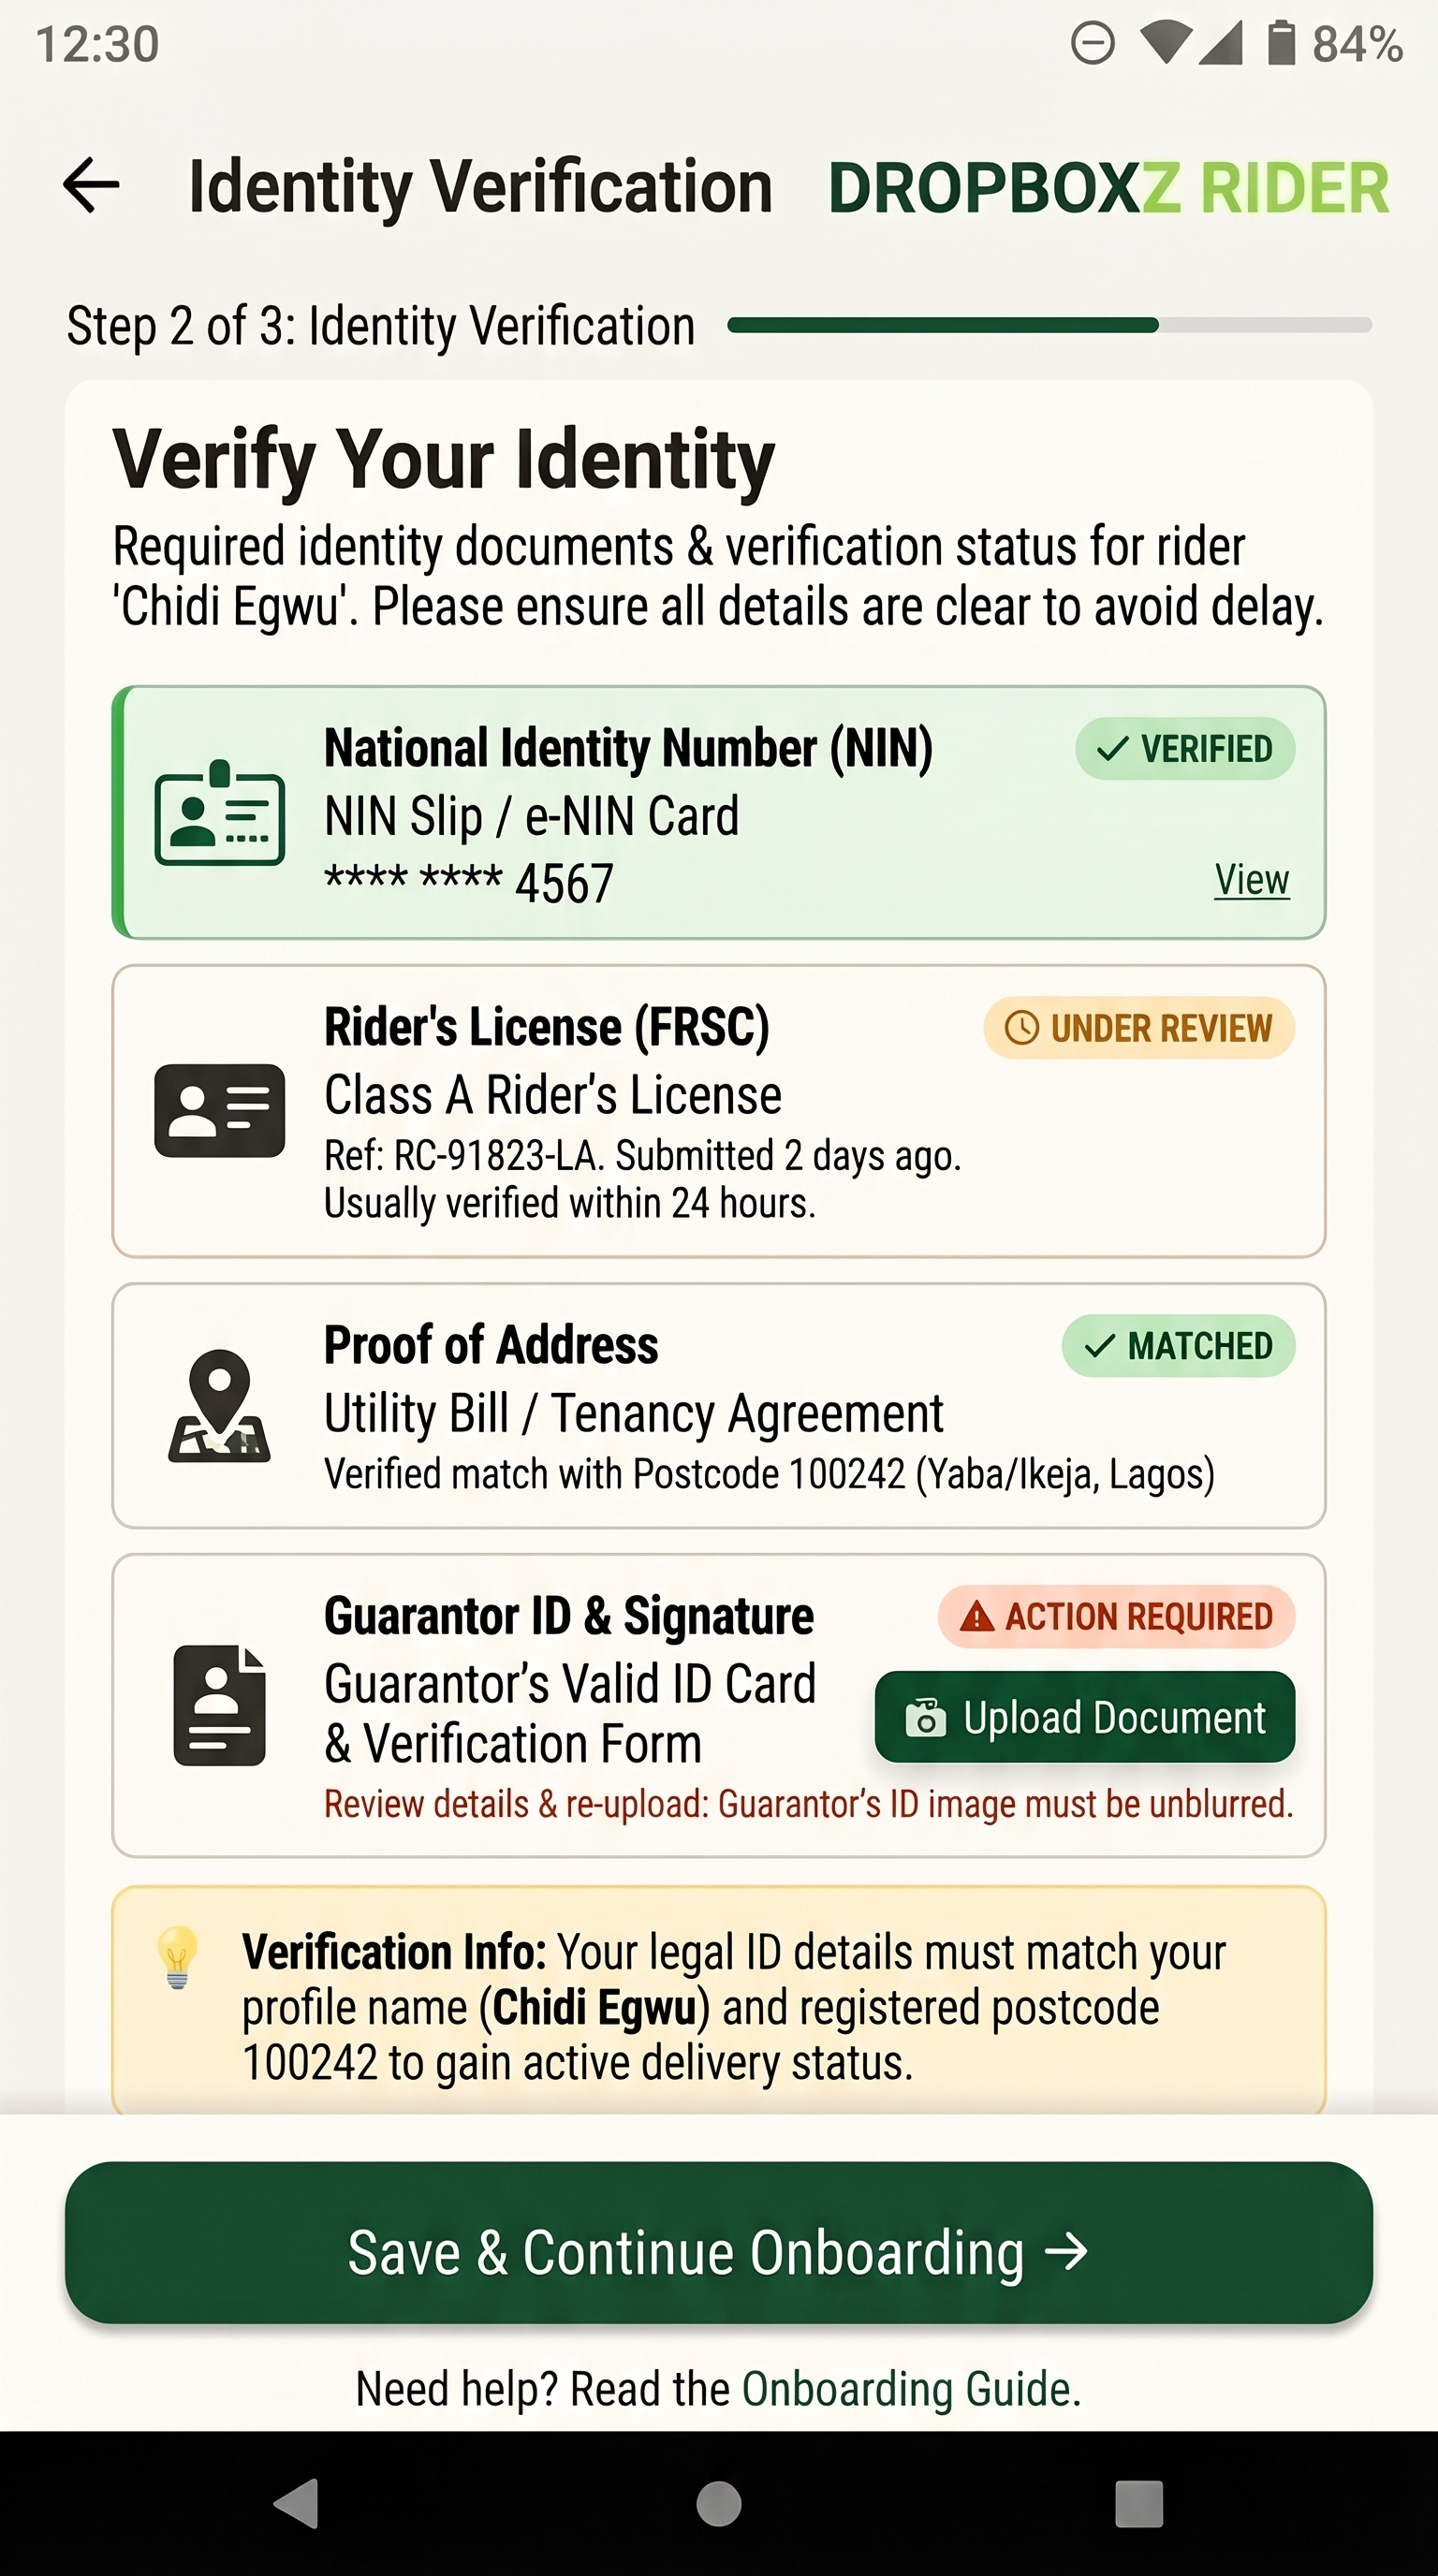 12:30
84%
Identity Verification
DROPBOXZ RIDER
Step 2 of 3: Identity Verification
Verify Your Identity
Required identity documents & verification status for rider
'Chidi Egwu'. Please ensure all details are clear to avoid delay.
National Identity Number (NIN)
VERIFIED
NIN Slip / e-NIN Card
**** **** 4567
View
Rider's License (FRSC)
UNDER REVIEW
Class A Rider's License
Ref: RC-91823-LA. Submitted 2 days ago.
Usually verified within 24 hours.
Proof of Address
MATCHED
Utility Bill / Tenancy Agreement
Verified match with Postcode 100242 (Yaba/Ikeja, Lagos)
Guarantor ID & Signature
ACTION REQUIRED
Guarantor's Valid ID Card
& Verification Form
Upload Document
Review details & re-upload: Guarantor's ID image must be unblurred.
Verification Info: Your legal ID details must match your
profile name (Chidi Egwu) and registered postcode
100242 to gain active delivery status.
Save & Continue Onboarding →
Need help? Read the Onboarding Guide.